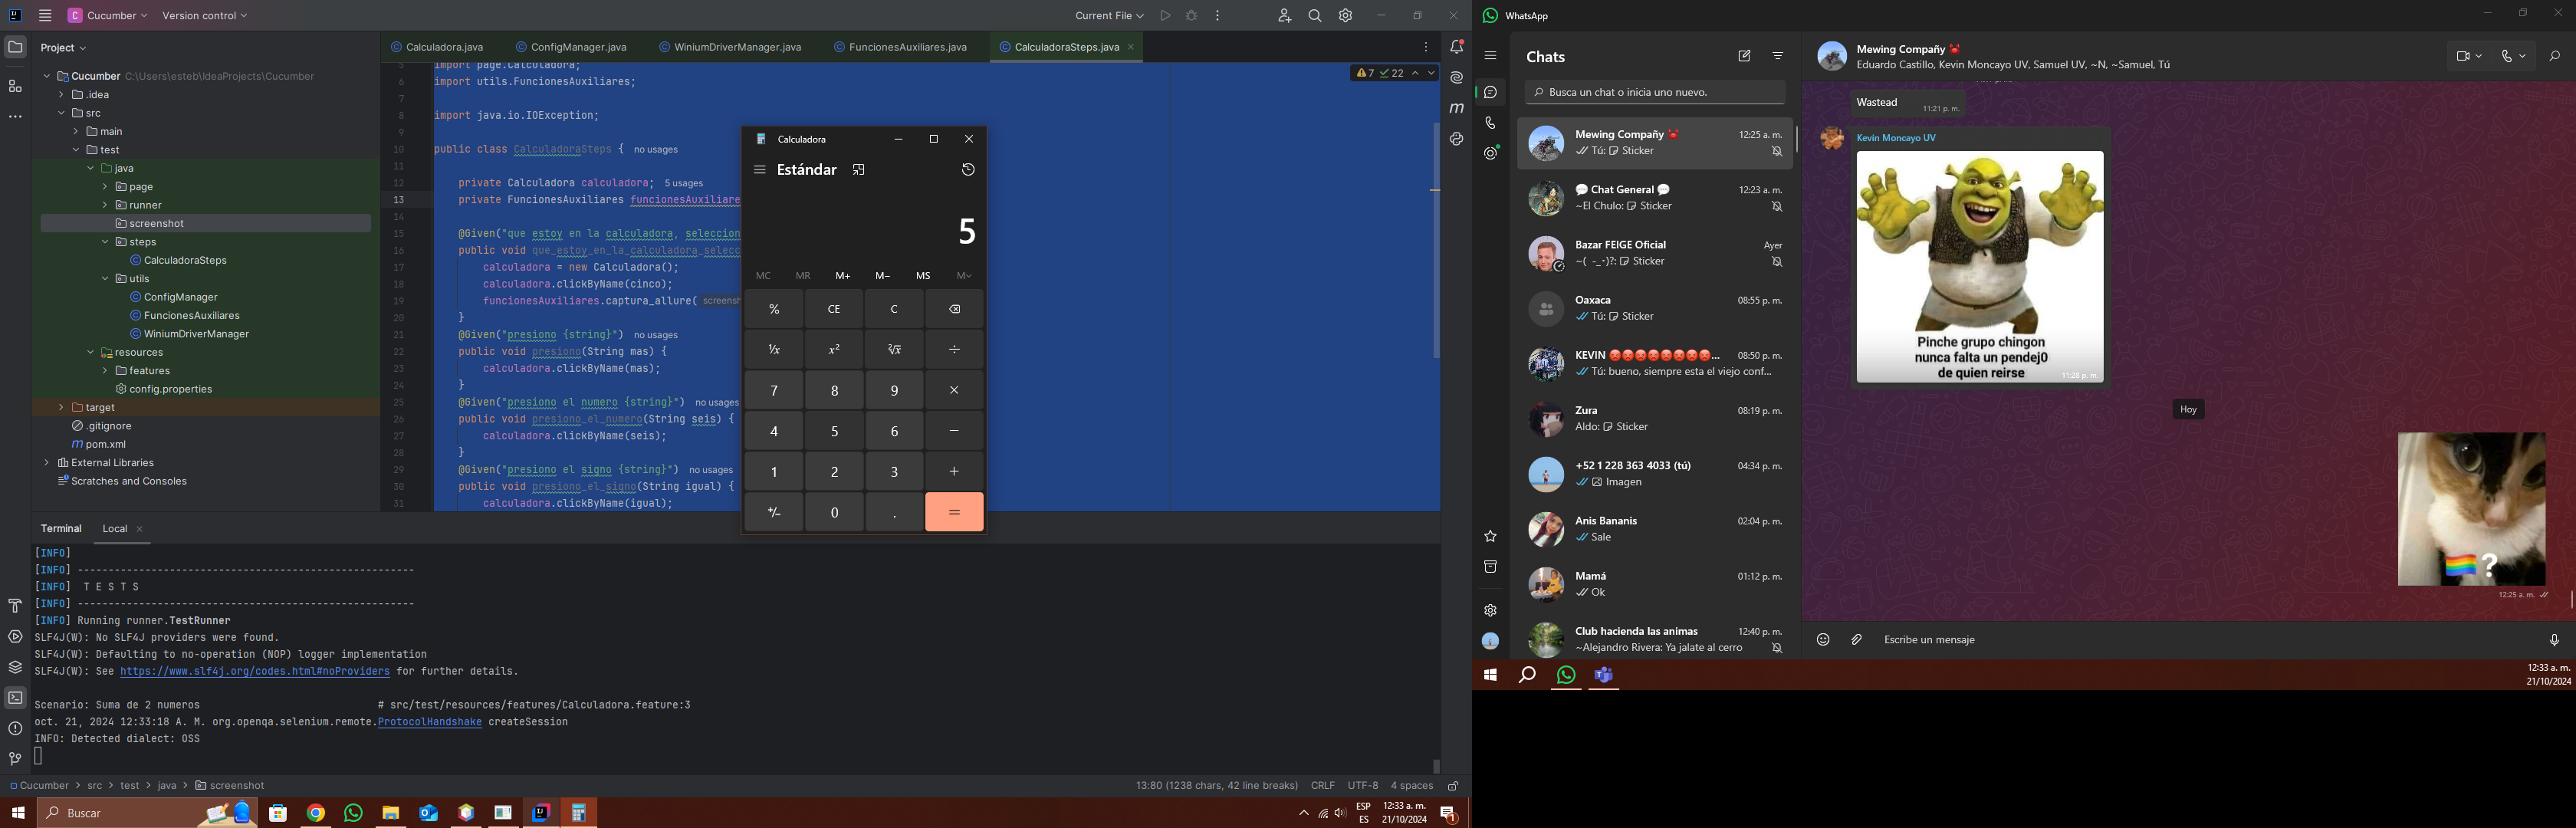 Cucumber
Version control
Current File
Project
Calculadora.java
ConfigManager.java
WiniumDriverManager.java
FuncionesAuxiliares.java
CalculadoraSteps.java
Cucumber C:\Users\esteb\IdeaProjects\Cucumber
.idea
src
main
test
java
page
runner
screenshot
steps
CalculadoraSteps
utils
ConfigManager
FuncionesAuxiliares
WiniumDriverManager
resources
features
config.properties
target
.gitignore
pom.xml
External Libraries
Scratches and Consoles
7 22
5 import page.Calculadora;
6 import utils.FuncionesAuxiliares;
7
8 import java.io.IOException;
9
10 public class CalculadoraSteps { no usages
11
12 private Calculadora calculadora; 5 usages
13 private FuncionesAuxiliares funcionesAuxiliare
14
15 @Given("que estoy en la calculadora, seleccion
16 public void que_estoy_en_la_calculadora_selecc
17 calculadora = new Calculadora();
18 calculadora.clickByName(cinco);
19 funcionesAuxiliares.captura_allure( screensh
20 }
21 @Given("presiono {string}") no usages
22 public void presiono(String mas) {
23 calculadora.clickByName(mas);
24 }
25 @Given("presiono el numero {string}") no usages
26 public void presiono_el_numero(String seis) {
27 calculadora.clickByName(seis);
28 }
29 @Given("presiono el signo {string}") no usages
30 public void presiono_el_signo(String igual) {
31 calculadora.clickByName(igual);
Calculadora
Estándar
5
MC MR M+ M− MS M
% CE C
⅟x x² ²√x ÷
7 8 9 ×
4 5 6 −
1 2 3 +
+/− 0 . =
Terminal Local
[INFO]
[INFO] -------------------------------------------------------
[INFO] T E S T S
[INFO] -------------------------------------------------------
[INFO] Running runner.TestRunner
SLF4J(W): No SLF4J providers were found.
SLF4J(W): Defaulting to no-operation (NOP) logger implementation
SLF4J(W): See https://www.slf4j.org/codes.html#noProviders for further details.
Scenario: Suma de 2 numeros # src/test/resources/features/Calculadora.feature:3
oct. 21, 2024 12:33:18 A. M. org.openqa.selenium.remote.ProtocolHandshake createSession
INFO: Detected dialect: OSS
Cucumber > src > test > java > screenshot
13:80 (1238 chars, 42 line breaks) CRLF UTF-8 4 spaces
Buscar
ESP
ES
12:33 a. m.
21/10/2024
1
WhatsApp
Chats
Busca un chat o inicia uno nuevo.
Mewing Compañy 🦀 12:25 a. m.
Tú: Sticker
💬 Chat General 💬 12:23 a. m.
~El Chulo: Sticker
Bazar FEIGE Oficial Ayer
~( -_･)?: Sticker
Oaxaca 08:55 p. m.
Tú: Sticker
KEVIN 😡😡😡😡😡😡😡😡... 08:50 p. m.
Tú: bueno, siempre esta el viejo conf...
Zura 08:19 p. m.
Aldo: Sticker
+52 1 228 363 4033 (tú) 04:34 p. m.
Imagen
Anis Bananis 02:04 p. m.
Sale
Mamá 01:12 p. m.
Ok
Club hacienda las animas 12:40 p. m.
~Alejandro Rivera: Ya jalate al cerro
Mewing Compañy 🦀
Eduardo Castillo, Kevin Moncayo UV, Samuel UV, ~N, ~Samuel, Tú
Wastead
11:21 p. m.
Kevin Moncayo UV
Pinche grupo chingon
nunca falta un pendej0
de quien reirse
11:28 p. m.
Hoy
🏳️‍🌈?
12:25 a. m.
Escribe un mensaje
12:33 a. m.
21/10/2024